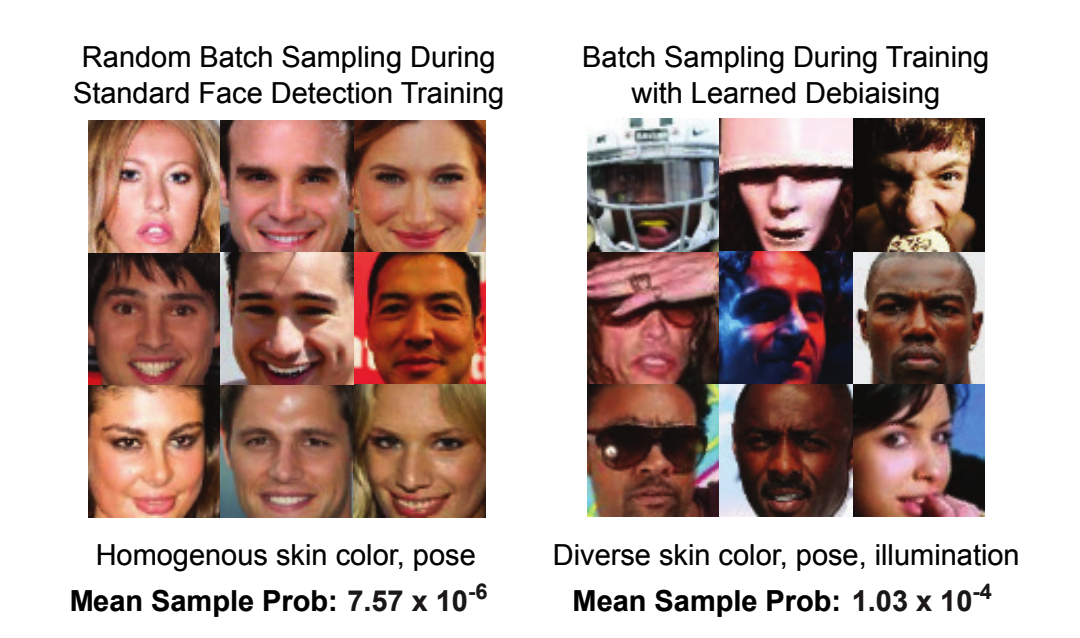 Random Batch Sampling During
Standard Face Detection Training
Batch Sampling During Training
with Learned Debiaising
Homogenous skin color, pose
Mean Sample Prob: 7.57 x 10⁻⁶
Diverse skin color, pose, illumination
Mean Sample Prob: 1.03 x 10⁻⁴